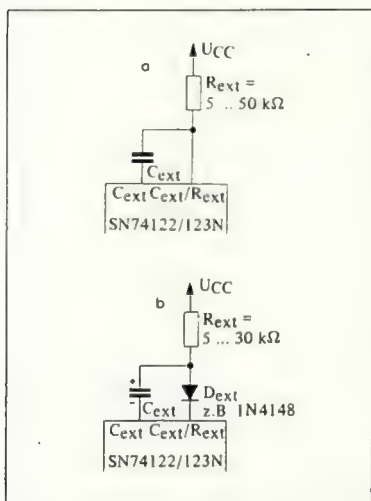 a
UCC
Rext =
5 .. 50 kΩ
Cext
Cext Cext/Rext
SN74122/123N
b
UCC
Rext =
5 ... 30 kΩ
+
-
Cext
Dext
z.B 1N4148
Cext Cext/Rext
SN74122/123N